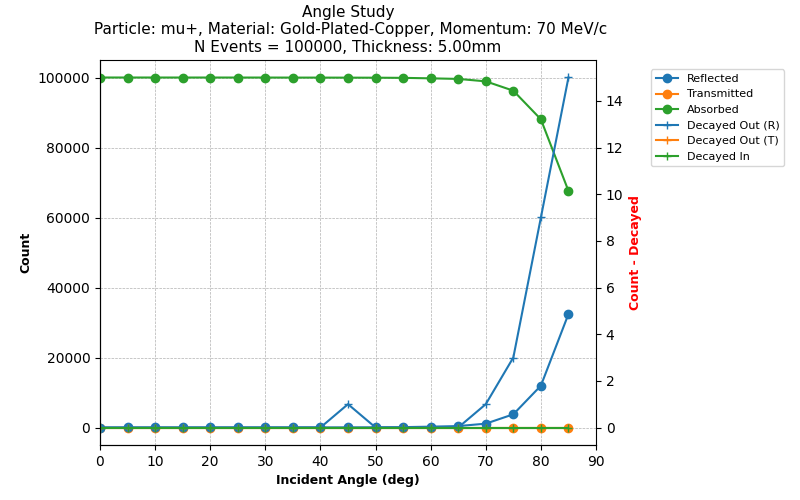 Angle Study
Particle: mu+, Material: Gold-Plated-Copper, Momentum: 70 MeV/c
N Events = 100000, Thickness: 5.00mm
100000
80000
60000
40000
20000
0
Count
14
12
10
8
6
4
2
0
Count - Decayed
0 10 20 30 40 50 60 70 80 90
Incident Angle (deg)
Reflected
Transmitted
Absorbed
Decayed Out (R)
Decayed Out (T)
Decayed In